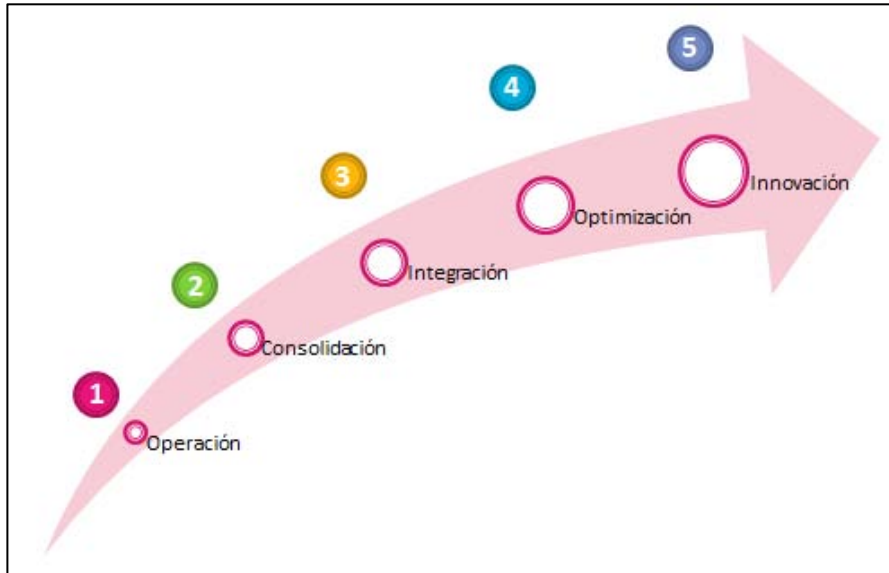 1
Operación
2
Consolidación
3
Integración
4
Optimización
5
Innovación